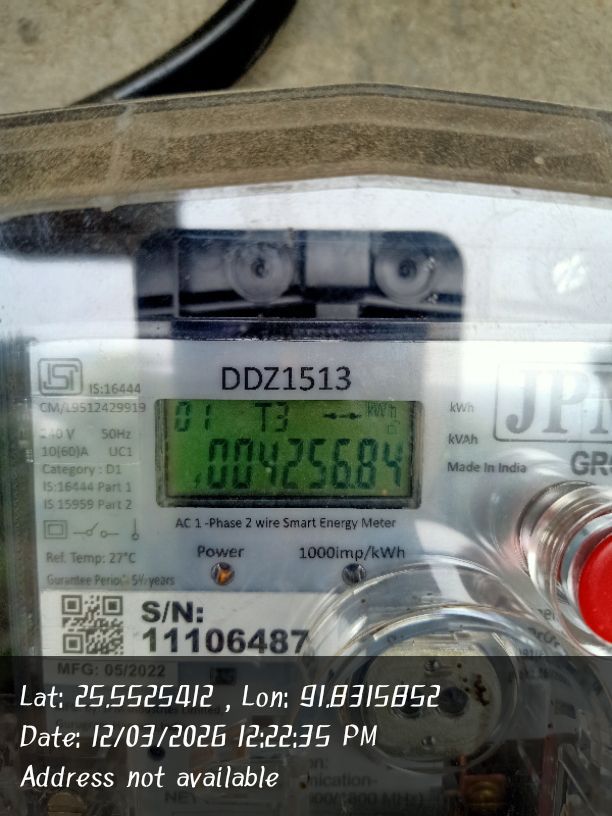 DDZ1513
IS:16444
CM/L9512429919
240 V 50Hz
10(60)A UC1
Category : D1
IS:16444 Part 1
IS 15959 Part 2
Ref. Temp: 27°C
01 T3 kWh
004256.84
kWh
kVAh
JP
Made In India
AC 1 -Phase 2 wire Smart Energy Meter
Power 1000imp/kWh
S/N:
11106487
MFG: 05/2022
Lat: 25.5525412 , Lon: 91.8315852
Date: 12/03/2026 12:22:35 PM
Address not available